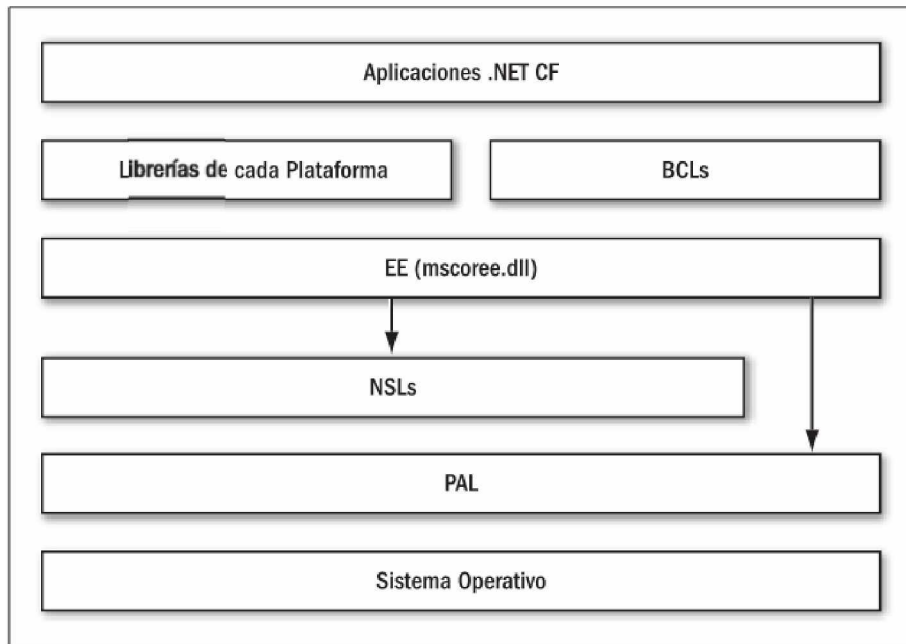 Aplicaciones .NET CF
Librerías de cada Plataforma
BCLs
EE (mscoree.dll)
NSLs
PAL
Sistema Operativo